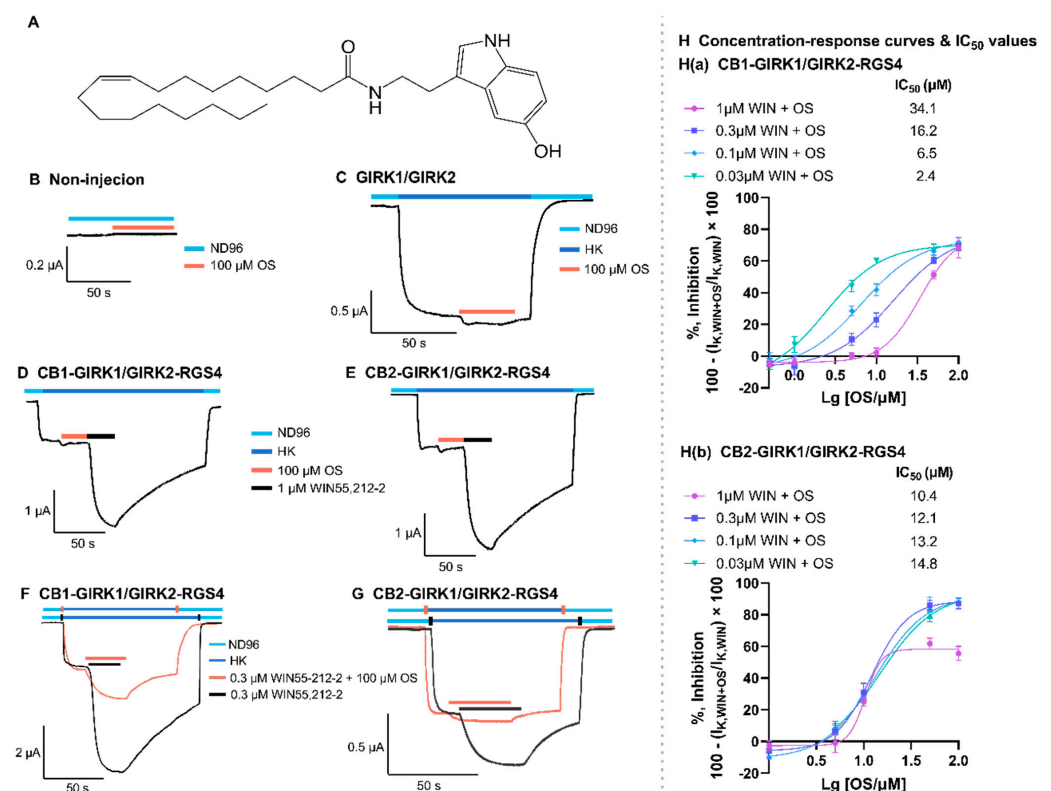 A
O
N
H
NH
OH
B Non-injecion
ND96
100 µM OS
0.2 µA
50 s
C GIRK1/GIRK2
ND96
HK
100 µM OS
0.5 µA
50 s
D CB1-GIRK1/GIRK2-RGS4
1 µA
50 s
ND96
HK
100 µM OS
1 µM WIN55,212-2
E CB2-GIRK1/GIRK2-RGS4
1 µA
50 s
F CB1-GIRK1/GIRK2-RGS4
2 µA
50 s
ND96
HK
0.3 µM WIN55-212-2 + 100 µM OS
0.3 µM WIN55,212-2
G CB2-GIRK1/GIRK2-RGS4
0.5 µA
50 s
H Concentration-response curves & IC50 values
H(a) CB1-GIRK1/GIRK2-RGS4
IC50 (µM)
1µM WIN + OS 34.1
0.3µM WIN + OS 16.2
0.1µM WIN + OS 6.5
0.03µM WIN + OS 2.4
%, Inhibition
100 - (IK,WIN+OS/IK,WIN) × 100
100
80
60
40
20
0
-20
0.0 0.5 1.0 1.5 2.0
Lg [OS/µM]
H(b) CB2-GIRK1/GIRK2-RGS4
IC50 (µM)
1µM WIN + OS 10.4
0.3µM WIN + OS 12.1
0.1µM WIN + OS 13.2
0.03µM WIN + OS 14.8
%, Inhibition
100 - (IK,WIN+OS/IK,WIN) × 100
100
80
60
40
20
0
-20
0.5 1.0 1.5 2.0
Lg [OS/µM]